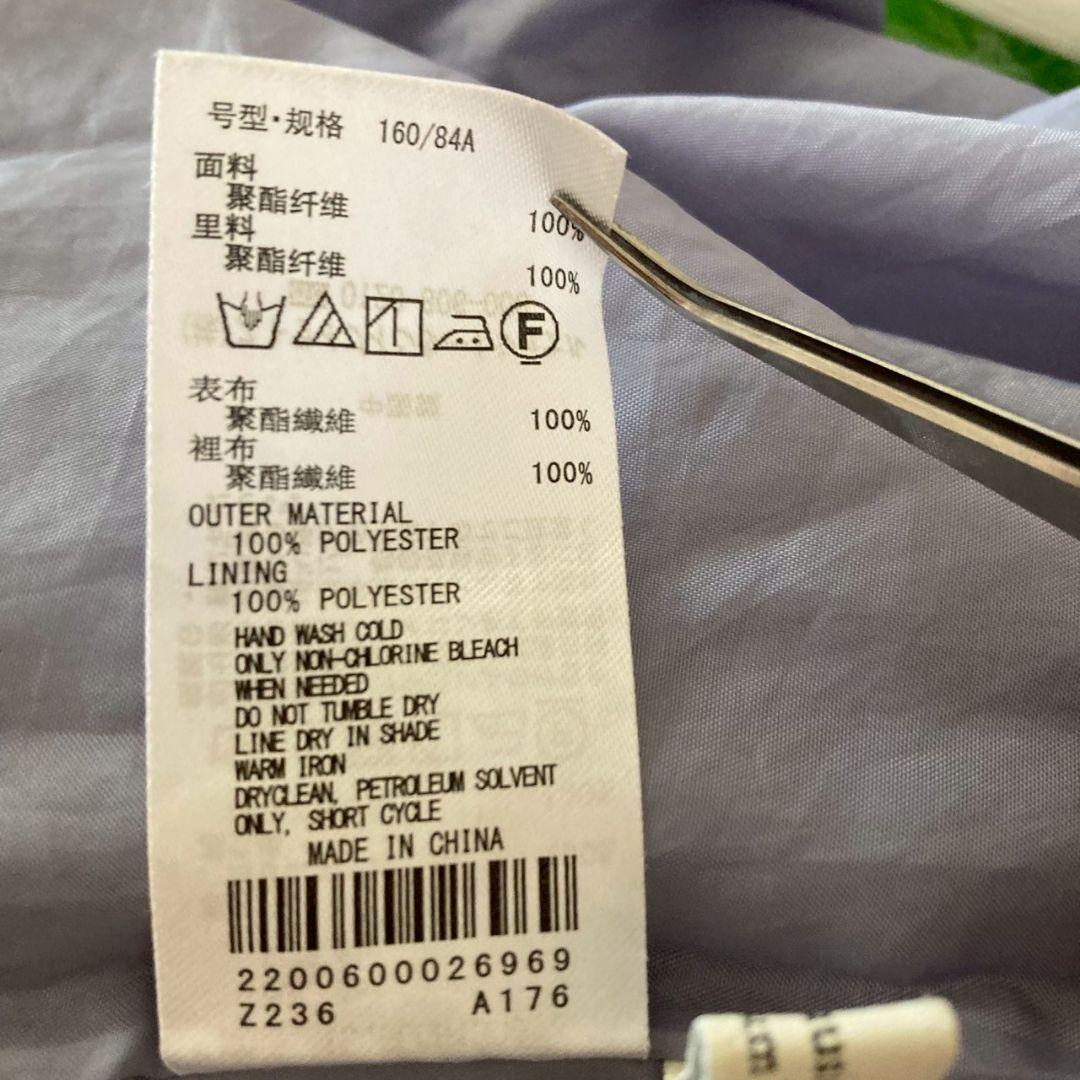 号型・规格 160/84A
面料
聚酯纤维 100%
里料
聚酯纤维 100%
F
表布
聚酯纖維 100%
裡布
聚酯纖維 100%
OUTER MATERIAL
100% POLYESTER
LINING
100% POLYESTER
HAND WASH COLD
ONLY NON-CHLORINE BLEACH
WHEN NEEDED
DO NOT TUMBLE DRY
LINE DRY IN SHADE
WARM IRON
DRYCLEAN, PETROLEUM SOLVENT
ONLY, SHORT CYCLE
MADE IN CHINA
2200600026969
Z236 A176